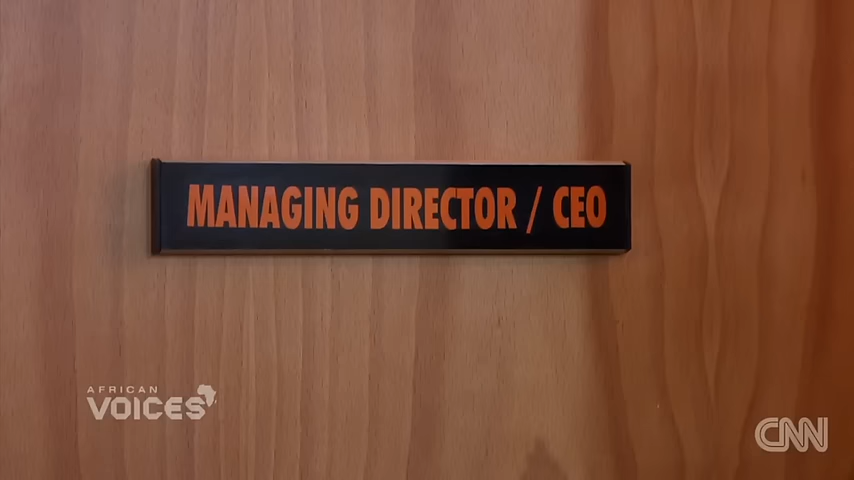 MANAGING DIRECTOR / CEO
AFRICAN
VOICES
CNN